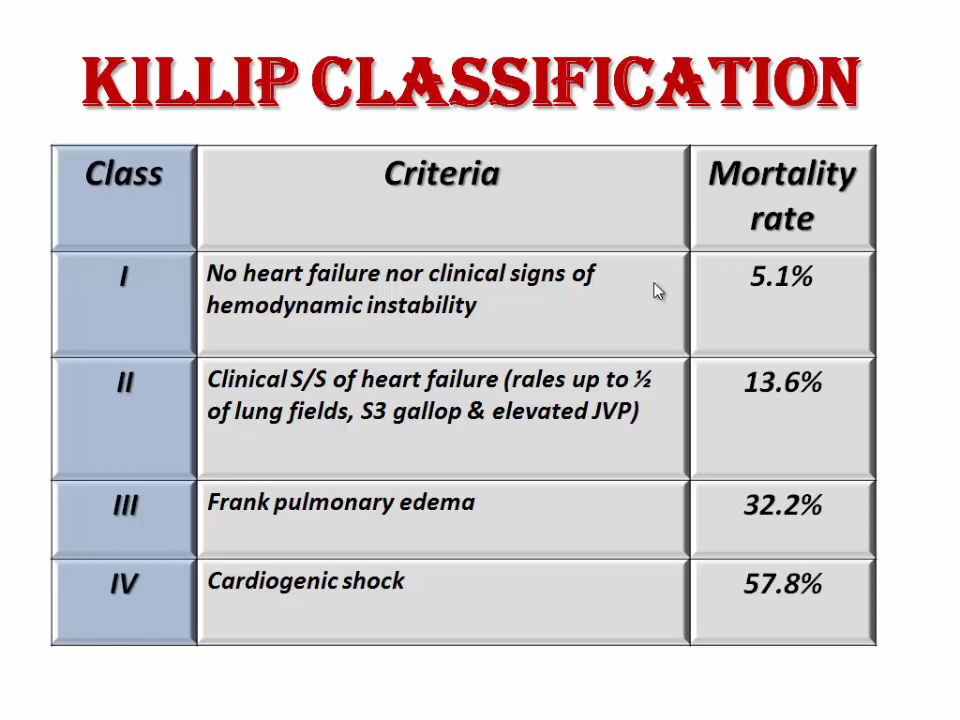 KILLIP CLASSIFICATION
Class Criteria Mortality rate
I No heart failure nor clinical signs of hemodynamic instability 5.1%
II Clinical S/S of heart failure (rales up to ½ of lung fields, S3 gallop & elevated JVP) 13.6%
III Frank pulmonary edema 32.2%
IV Cardiogenic shock 57.8%